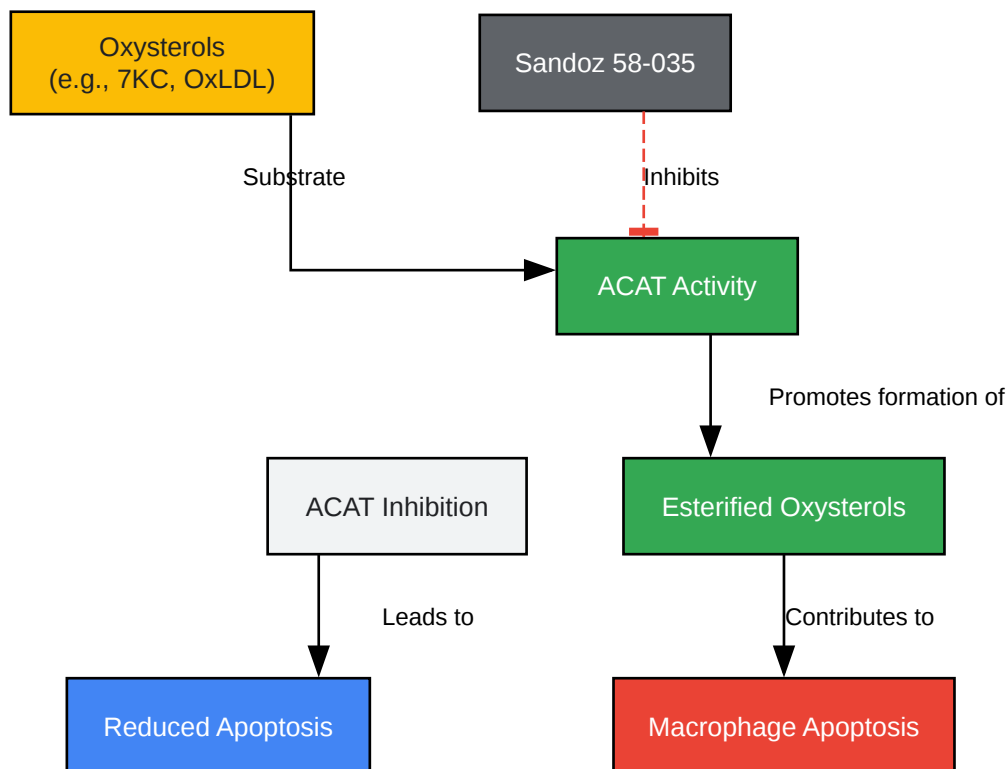 Oxysterols
(e.g., 7KC, OxLDL)
Sandoz 58-035
Substrate
Inhibits
ACAT Activity
Promotes formation of
ACAT Inhibition
Esterified Oxysterols
Leads to
Contributes to
Reduced Apoptosis
Macrophage Apoptosis